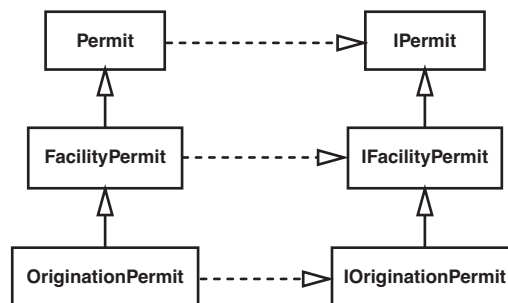 Permit
IPermit
FacilityPermit
IFacilityPermit
OriginationPermit
IOriginationPermit